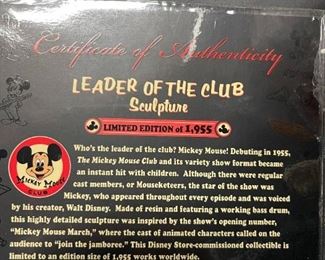 Certificate of Authenticity
LEADER OF THE CLUB
Sculpture
LIMITED EDITION OF 1,955
MICKEY MOUSE
CLUB
Who's the leader of the club? Mickey Mouse! Debuting in 1955,
The Mickey Mouse Club and its variety show format became
an instant hit with children. Although there were regular
cast members, or Mouseketeers, the star of the show was
Mickey, who appeared throughout every episode and was voiced
by his creator, Walt Disney. Made of resin and featuring a working bass drum,
this highly detailed sculpture was inspired by the show's opening number,
"Mickey Mouse March," where the cast of animated characters called on the
audience to "join the jamboree." This Disney Store-commissioned collectible is
limited to an edition size of 1,955 works worldwide.